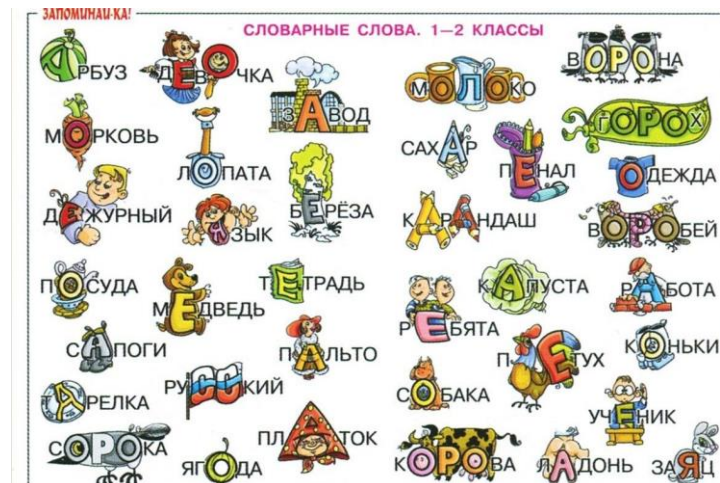 ЗАПОМИНАЙ-КА!
СЛОВАРНЫЕ СЛОВА. 1—2 КЛАССЫ
АРБУЗ
ДЕВОЧКА
ЗАВОД
МОЛОКО
ВОРОНА
МОРКОВЬ
ЛОПАТА
САХАР
ПЕНАЛ
ГОРОХ
ОДЕЖДА
ДЕЖУРНЫЙ
ЯЗЫК
БЕРЁЗА
КАРАНДАШ
ВОРОБЕЙ
ПОСУДА
МЕДВЕДЬ
ТЕТРАДЬ
КАПУСТА
РАБОТА
РЕБЯТА
САПОГИ
РУССКИЙ
ПАЛЬТО
ПЕТУХ
КОНЬКИ
ТАРЕЛКА
СОБАКА
УЧЕНИК
СОРОКА
ЯГОДА
ПЛАТОК
КОРОВА
ЛАДОНЬ
ЗАЯЦ